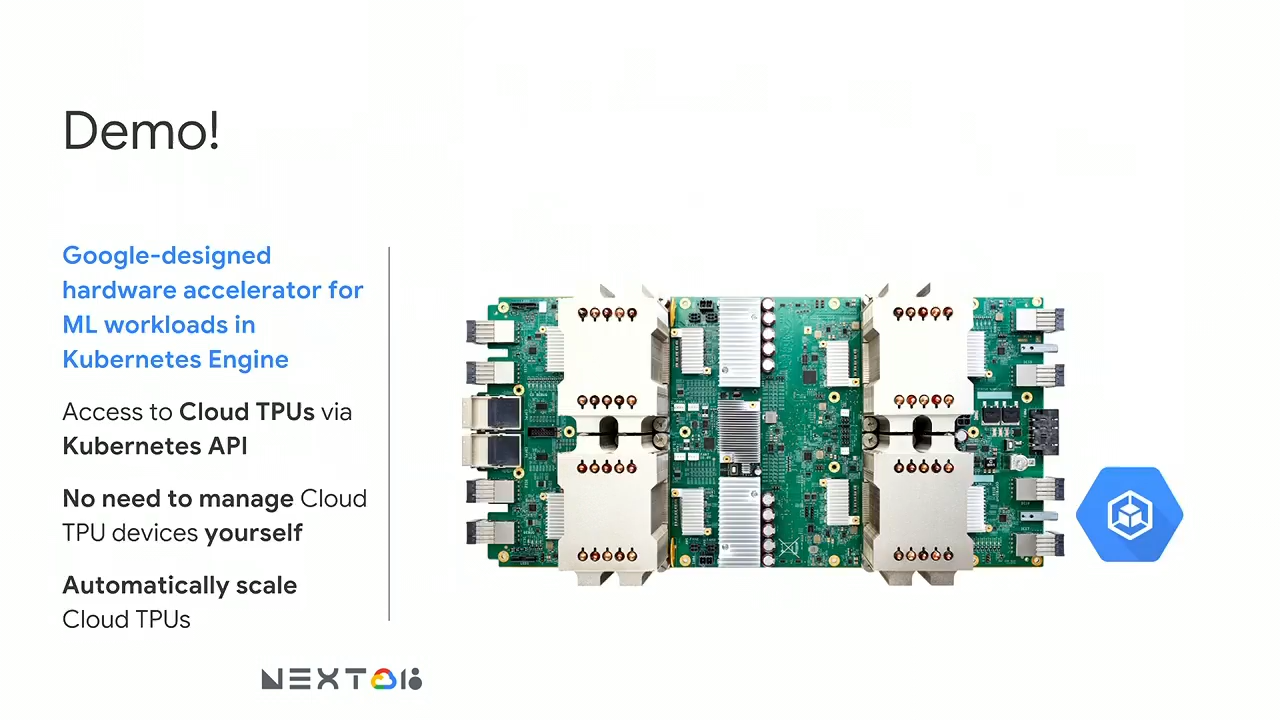 Demo!
Google-designed
hardware accelerator for
ML workloads in
Kubernetes Engine
Access to Cloud TPUs via
Kubernetes API
No need to manage Cloud
TPU devices yourself
Automatically scale
Cloud TPUs
NEXT18